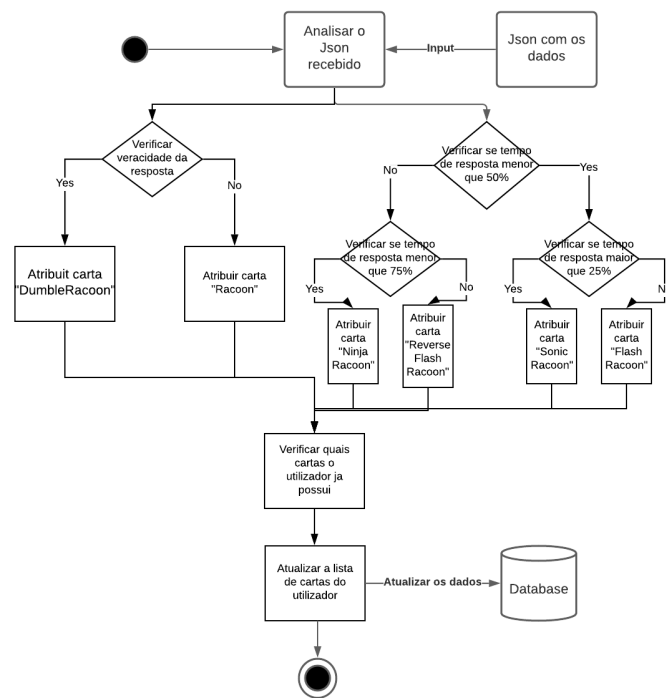 Analisar o
Json
recebido
Input
Json com os
dados
Verificar
veracidade da
resposta
Yes
No
Verificar se tempo
de resposta menor
que 50%
No
Yes
Atribuit carta
"DumbleRacoon"
Atribuir carta
"Racoon"
Verificar se tempo
de resposta menor
que 75%
Yes
No
Verificar se tempo
de resposta maior
que 25%
Yes
N
Atribuir
carta
"Ninja
Racoon"
Atribuir
carta
"Reverse
Flash
Racoon"
Atribuir
carta
"Sonic
Racoon"
Atribuir
carta
"Flash
Racoon"
Verificar quais
cartas o
utilizador ja
possui
Atualizar a lista
de cartas do
utilizador
Atualizar os dados
Database